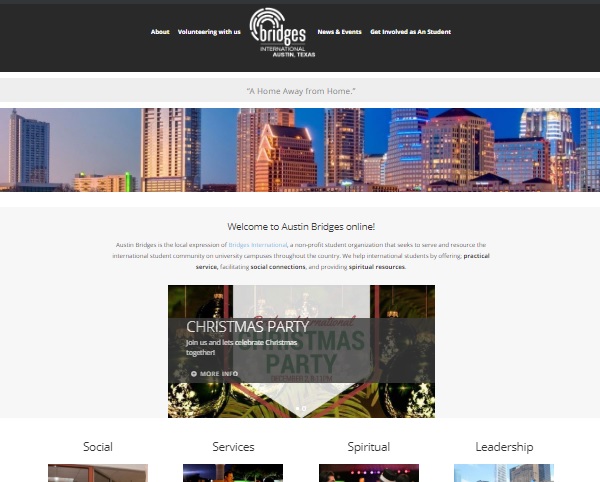 About Volunteering with us News & Events Get Involved as An Student
bridges
INTERNATIONAL
AUSTIN, TEXAS
“A Home Away from Home.”
Welcome to Austin Bridges online!
Austin Bridges is the local expression of Bridges International, a non-profit student organization that seeks to serve and resource the
international student community on university campuses throughout the country. We help international students by offering; practical
service, facilitating social connections, and providing spiritual resources.
CHRISTMAS PARTY
Join us and lets celebrate Christmas
together!
MORE INFO
International
CHRISTMAS
PARTY
Social Services Spiritual Leadership